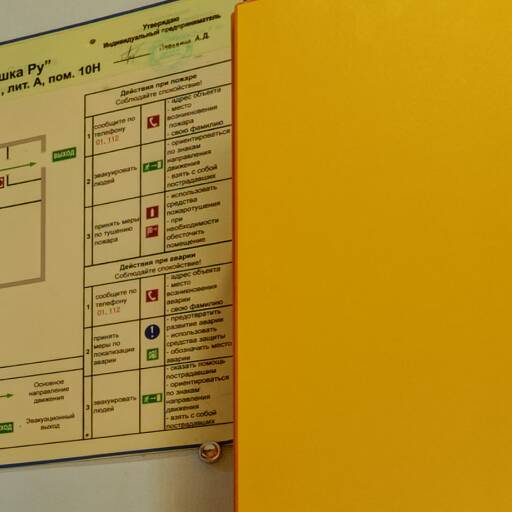 Утверждаю
Индивидуальный предприниматель
А.Д.
шка Ру"
, лит. А, пом. 10Н
ВЫХОД
Действия при пожаре
Соблюдайте спокойствие!
1
сообщите по
телефону
01, 112
- адрес объекта
- место
возникновения
пожара
- свою фамилию
2
эвакуировать
людей
- ориентироваться
по знакам
направления
движения
- взять с собой
пострадавших
3
принять меры
по тушению
пожара
- использовать
средства
пожаротушения
- при
необходимости
обесточить
помещение
Действия при аварии
Соблюдайте спокойствие!
1
сообщите по
телефону
01, 112
- адрес объекта
- место
возникновения
аварии
- свою фамилию
2
принять
меры по
локализации
аварии
- предотвратить
развитие аварии
- использовать
средства защиты
- обозначить место
аварии
3
эвакуировать
людей
- оказать помощь
пострадавшим
- ориентироваться
по знакам
направления
движения
- взять с собой
пострадавших
Основное
направление
движения
ХОД
Эвакуационный
выход